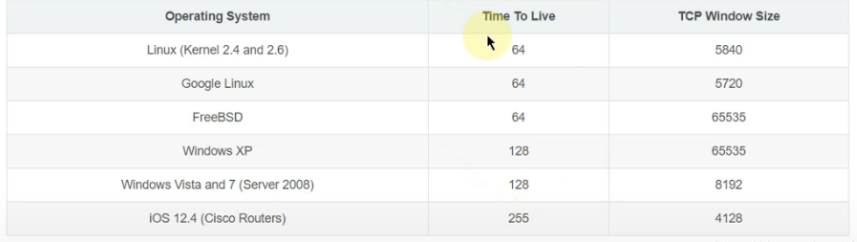 Operating System Time To Live TCP Window Size
Linux (Kernel 2.4 and 2.6) 64 5840
Google Linux 64 5720
FreeBSD 64 65535
Windows XP 128 65535
Windows Vista and 7 (Server 2008) 128 8192
iOS 12.4 (Cisco Routers) 255 4128